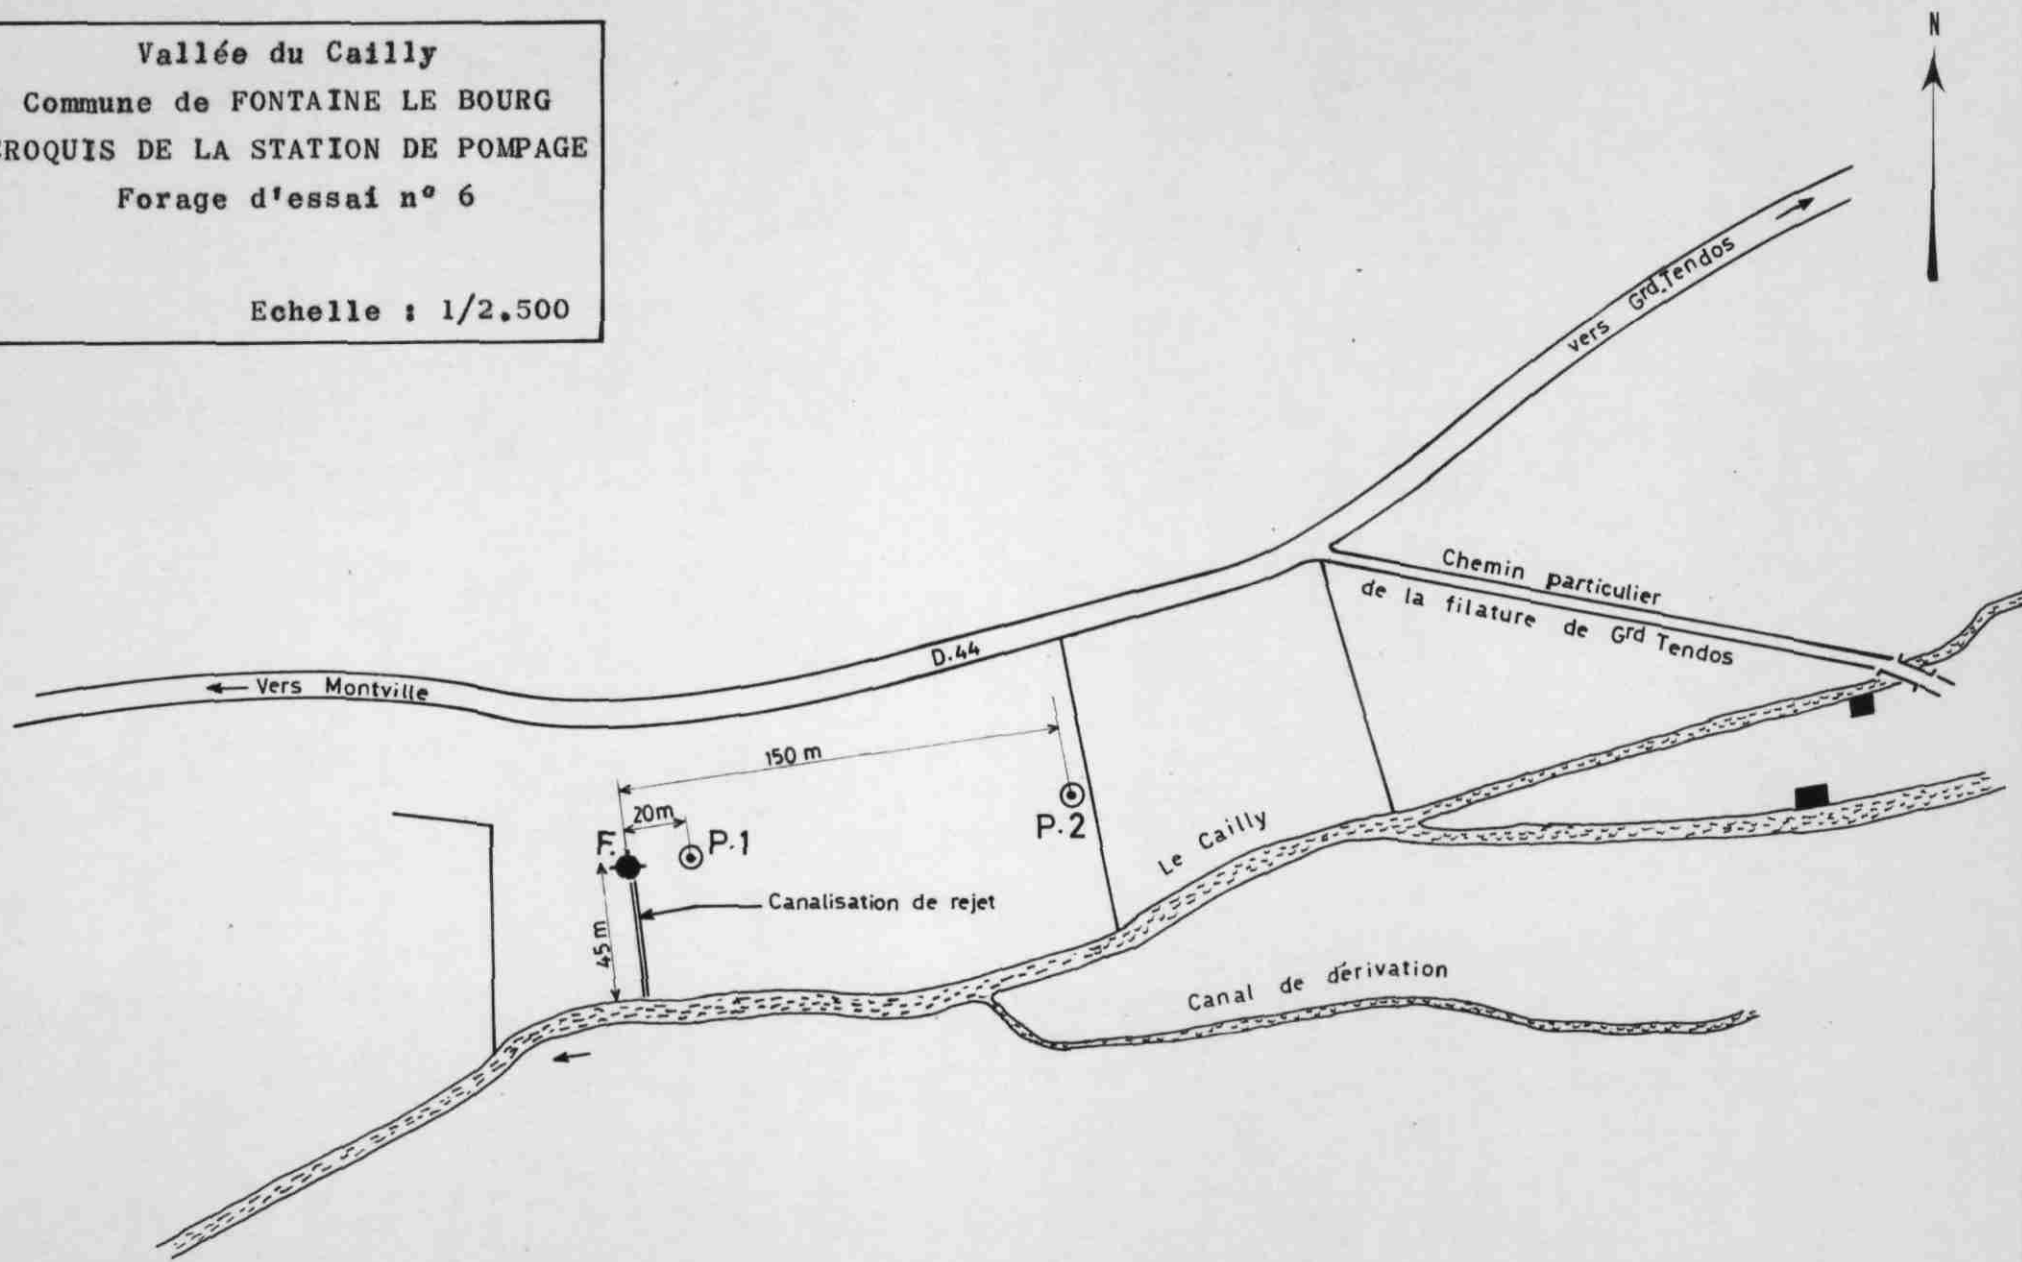 Vallée du Cailly
Commune de FONTAINE LE BOURG
CROQUIS DE LA STATION DE POMPAGE
Forage d'essai n° 6
Echelle : 1/2.500
N
vers Grd. Tendos
Chemin particulier
de la filature de Grd Tendos
D.44
← Vers Montville
150 m
20m
F.
P.1
P.2
Le Cailly
Canalisation de rejet
45m
Canal de dérivation